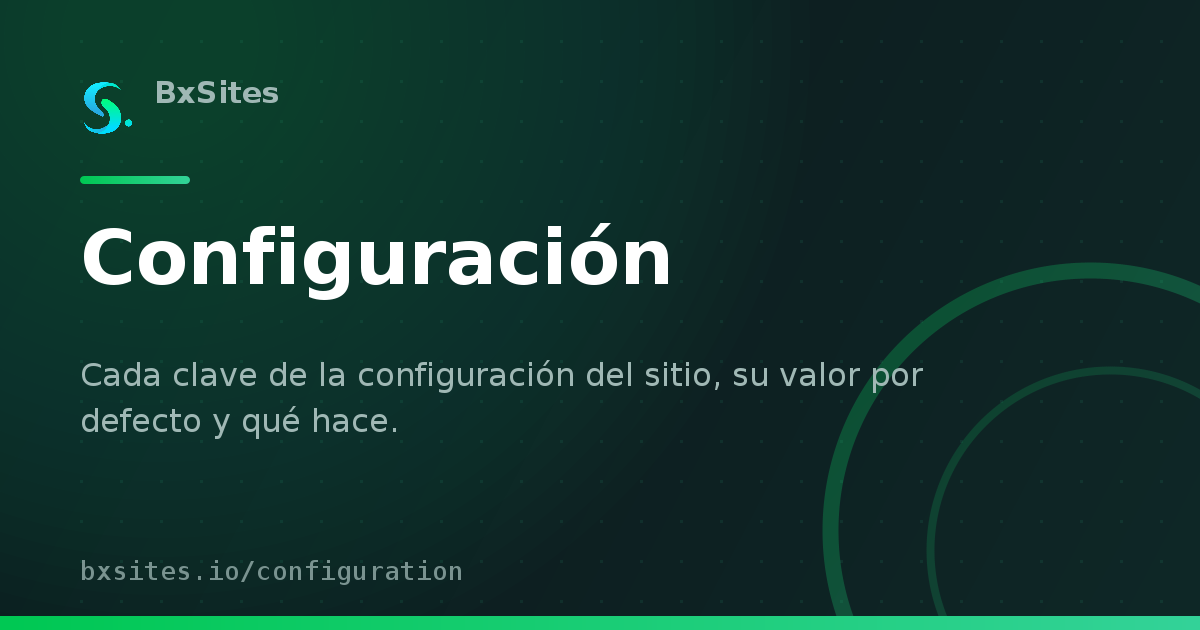 BxSites
Configuración
Cada clave de la configuración del sitio, su valor por
defecto y qué hace.
bxsites.io/configuration